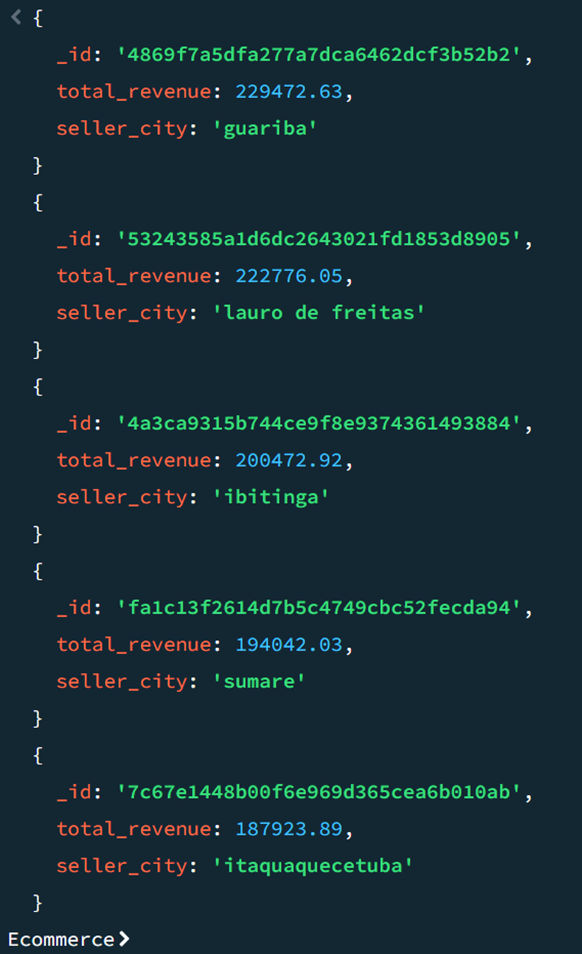 {
_id: '4869f7a5dfa277a7dca6462dcf3b52b2',
total_revenue: 229472.63,
seller_city: 'guariba'
}
{
_id: '53243585a1d6dc2643021fd1853d8905',
total_revenue: 222776.05,
seller_city: 'lauro de freitas'
}
{
_id: '4a3ca9315b744ce9f8e9374361493884',
total_revenue: 200472.92,
seller_city: 'ibitinga'
}
{
_id: 'fa1c13f2614d7b5c4749cbc52fecda94',
total_revenue: 194042.03,
seller_city: 'sumare'
}
{
_id: '7c67e1448b00f6e969d365cea6b010ab',
total_revenue: 187923.89,
seller_city: 'itaquaquecetuba'
}
Ecommerce>